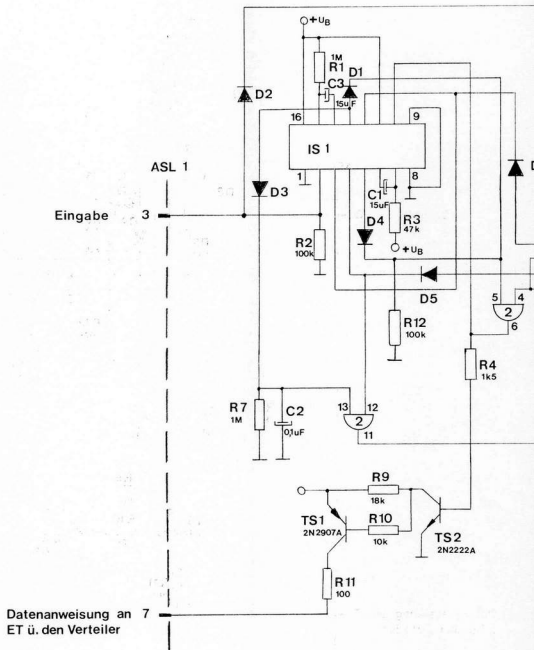 +UB
1M
R1
C3
15uF
D1
D2
16
9
IS 1
1
8
ASL 1
D3
C1
15uF
D4
R3
47k
+UB
Eingabe 3
R2
100k
D5
5
4
2
6
R12
100k
R4
1k5
R7
1M
C2
0,1uF
13
12
2
11
R9
18k
TS1
2N2907A
R10
10k
TS2
2N2222A
R11
100
Datenanweisung an 7
ET ü. den Verteiler